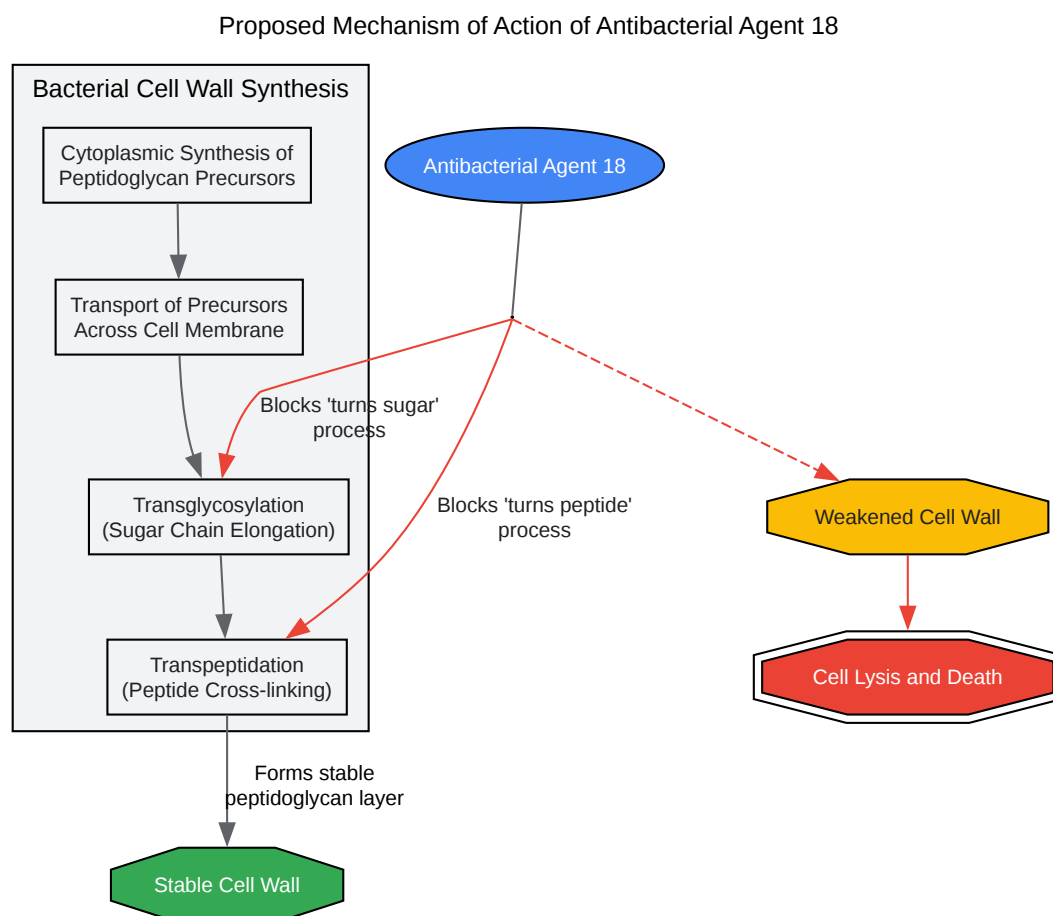 Proposed Mechanism of Action of Antibacterial Agent 18
Bacterial Cell Wall Synthesis
Cytoplasmic Synthesis of
Peptidoglycan Precursors
Antibacterial Agent 18
Transport of Precursors
Across Cell Membrane
Blocks 'turns sugar'
process
Transglycosylation
(Sugar Chain Elongation)
Blocks 'turns peptide'
process
Weakened Cell Wall
Transpeptidation
(Peptide Cross-linking)
Cell Lysis and Death
Forms stable
peptidoglycan layer
Stable Cell Wall